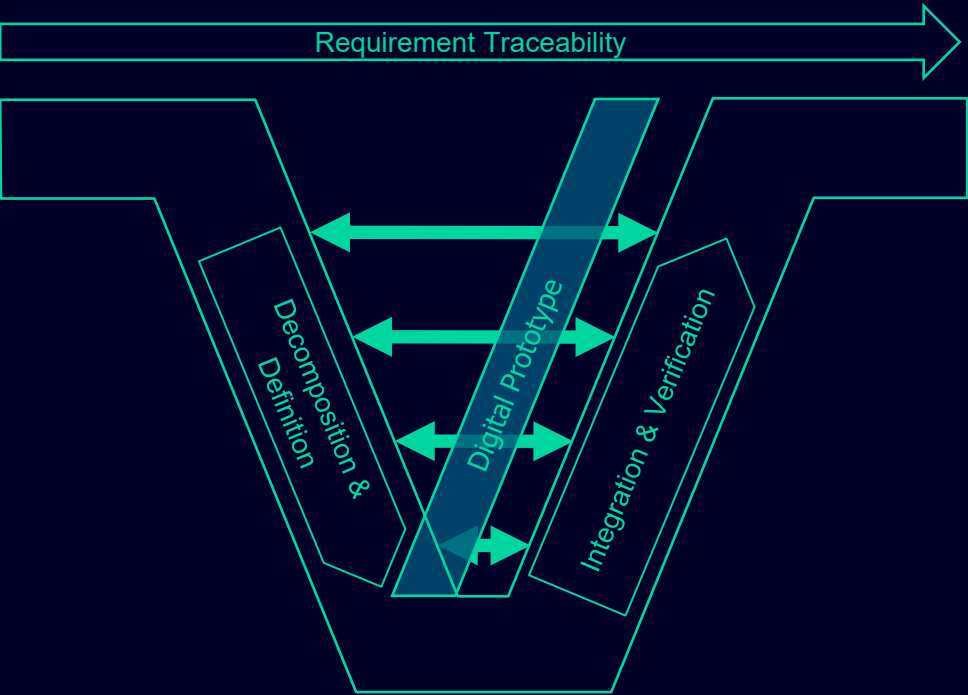 Requirement Traceability
Decomposition &
Definition
Digital Prototype
Integration & Verification